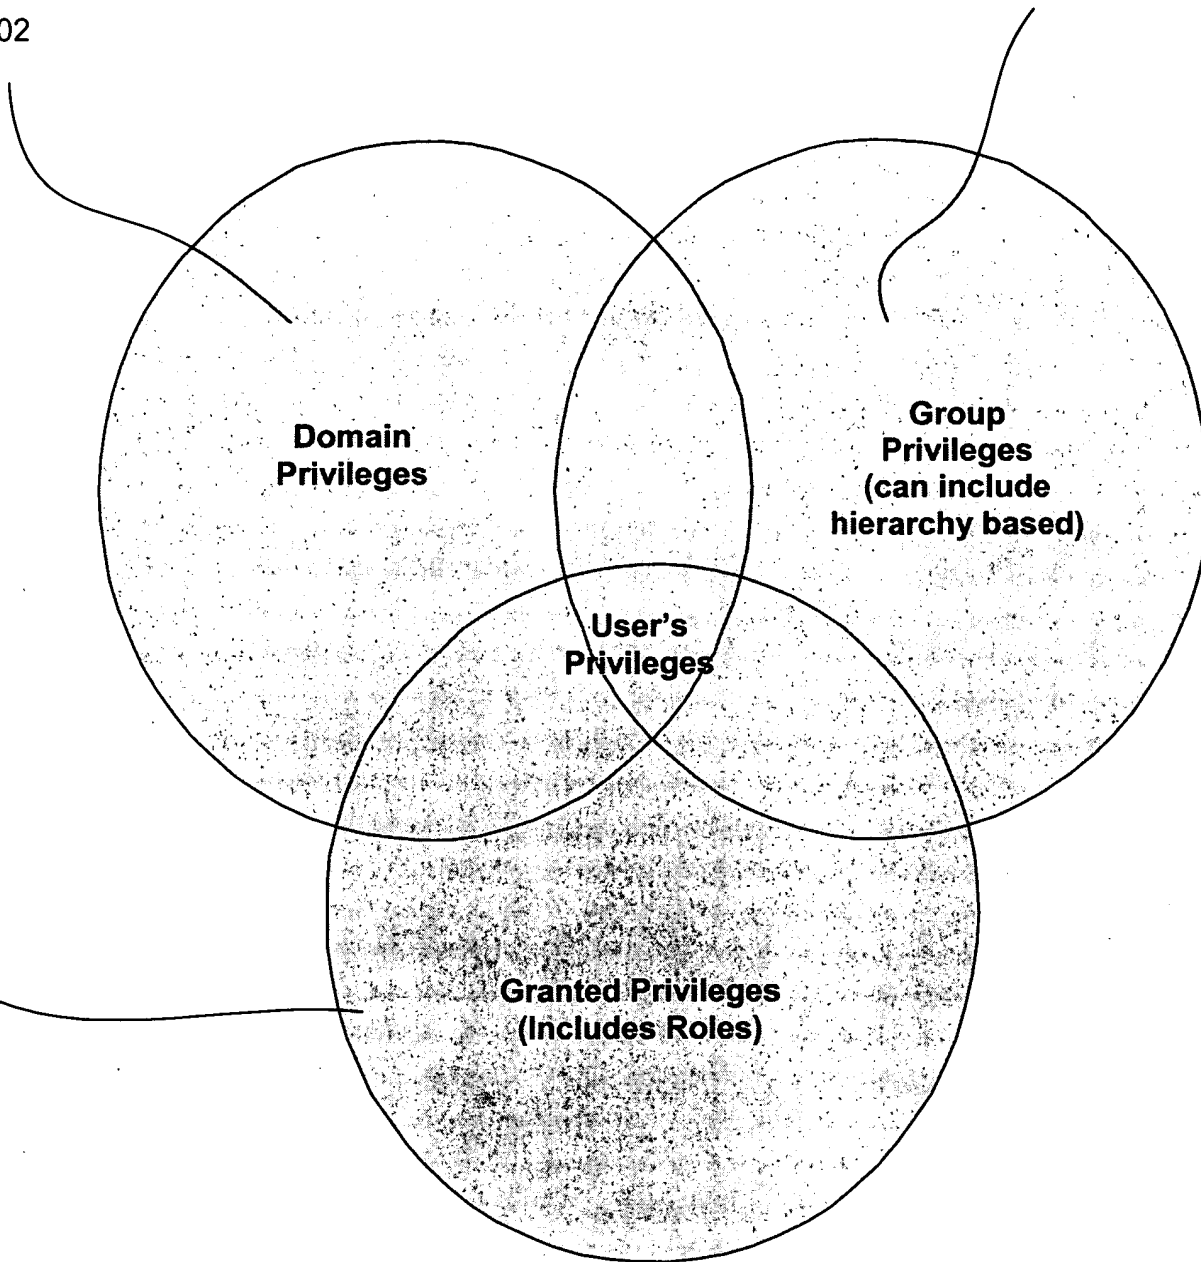 02
Domain
Privileges
Group
Privileges
(can include
hierarchy based)
User's
Privileges
Granted Privileges
(Includes Roles)